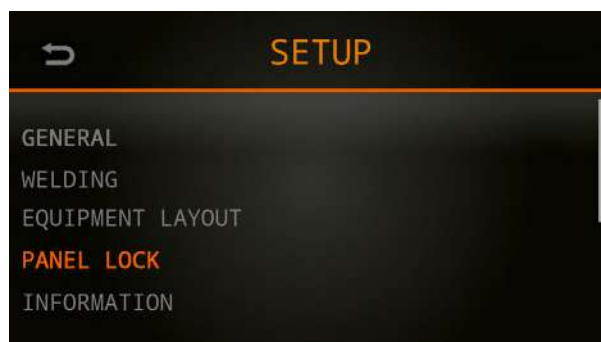 SETUP
GENERAL
WELDING
EQUIPMENT LAYOUT
PANEL LOCK
INFORMATION